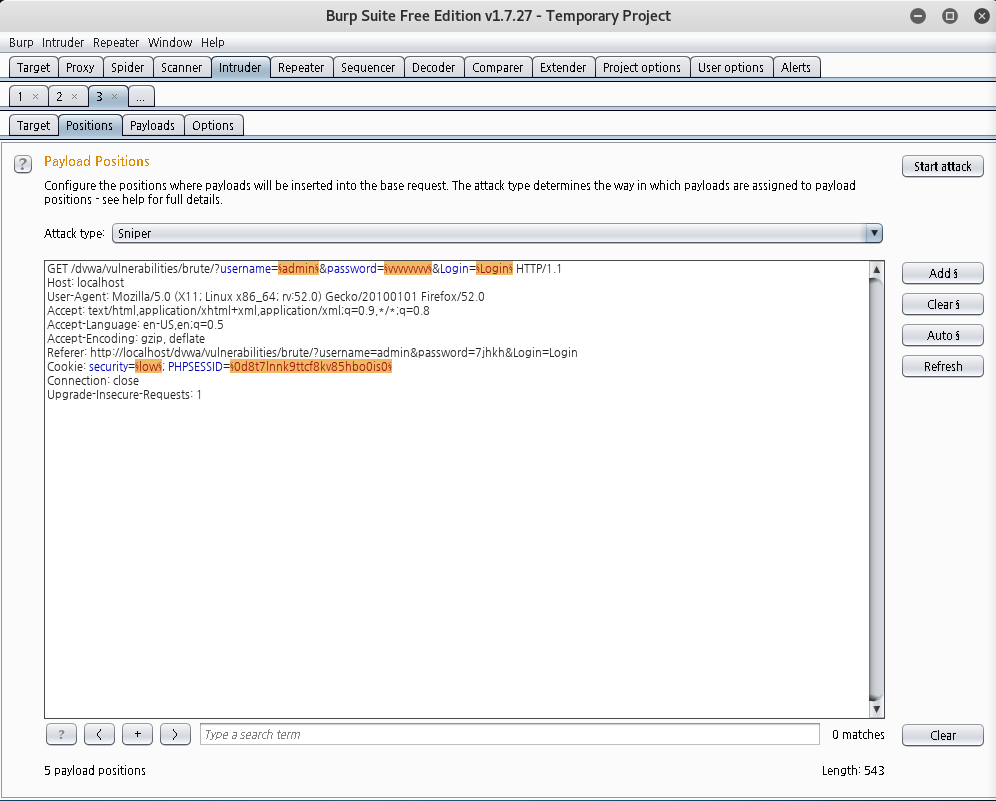 Burp Suite Free Edition v1.7.27 - Temporary Project
Burp Intruder Repeater Window Help
Target Proxy Spider Scanner Intruder Repeater Sequencer Decoder Comparer Extender Project options User options Alerts
1 × 2 × 3 × ...
Target Positions Payloads Options
? Payload Positions
Start attack
Configure the positions where payloads will be inserted into the base request. The attack type determines the way in which payloads are assigned to payload
positions - see help for full details.
Attack type: Sniper
GET /dvwa/vulnerabilities/brute/?username=§admin§&password=§vvvvvvv§&Login=§Login§ HTTP/1.1
Host: localhost
User-Agent: Mozilla/5.0 (X11; Linux x86_64; rv:52.0) Gecko/20100101 Firefox/52.0
Accept: text/html,application/xhtml+xml,application/xml;q=0.9,*/*;q=0.8
Accept-Language: en-US,en;q=0.5
Accept-Encoding: gzip, deflate
Referer: http://localhost/dvwa/vulnerabilities/brute/?username=admin&password=7jhkh&Login=Login
Cookie: security=§low§; PHPSESSID=§0d8t7lnnk9ttcf8kv85hbo0is0§
Connection: close
Upgrade-Insecure-Requests: 1
Add §
Clear §
Auto §
Refresh
? < + > Type a search term 0 matches Clear
5 payload positions Length: 543